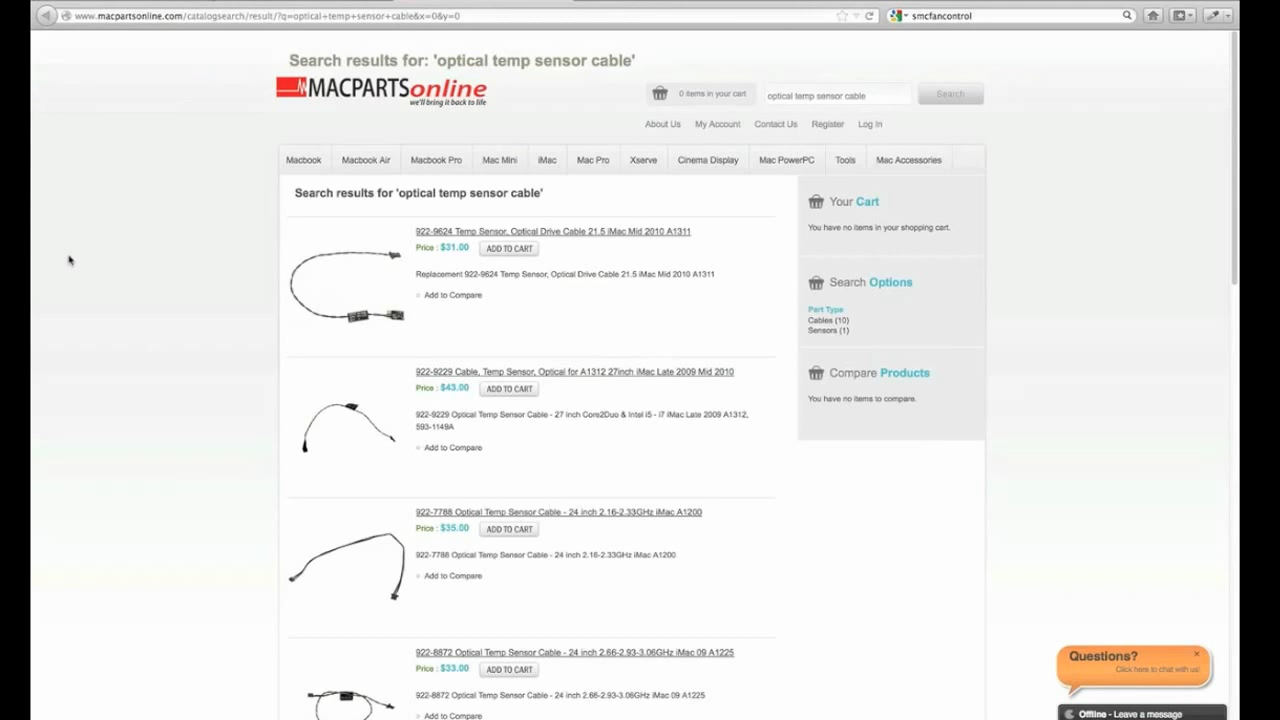 www.macpartsonline.com/catalogsearch/result/?q=optical+temp+sensor+cable&x=0&y=0
smcfancontrol
Search results for: 'optical temp sensor cable'
MACPARTSonline
we'll bring it back to life
0 items in your cart
optical temp sensor cable
Search
About Us My Account Contact Us Register Log In
Macbook Macbook Air Macbook Pro Mac Mini iMac Mac Pro Xserve Cinema Display Mac PowerPC Tools Mac Accessories
Search results for 'optical temp sensor cable'
922-9624 Temp Sensor, Optical Drive Cable 21.5 iMac Mid 2010 A1311
Price : $31.00 ADD TO CART
Replacement 922-9624 Temp Sensor, Optical Drive Cable 21.5 iMac Mid 2010 A1311
Add to Compare
922-9229 Cable, Temp Sensor, Optical for A1312 27inch iMac Late 2009 Mid 2010
Price : $43.00 ADD TO CART
922-9229 Optical Temp Sensor Cable - 27 inch Core2Duo & Intel i5 - i7 iMac Late 2009 A1312,
593-1149A
Add to Compare
922-7788 Optical Temp Sensor Cable - 24 inch 2.16-2.33GHz iMac A1200
Price : $35.00 ADD TO CART
922-7788 Optical Temp Sensor Cable - 24 inch 2.16-2.33GHz iMac A1200
Add to Compare
922-8872 Optical Temp Sensor Cable - 24 inch 2.66-2.93-3.06GHz iMac 09 A1225
Price : $33.00 ADD TO CART
922-8872 Optical Temp Sensor Cable - 24 inch 2.66-2.93-3.06GHz iMac 09 A1225
Add to Compare
Your Cart
You have no items in your shopping cart.
Search Options
Part Type
Cables (10)
Sensors (1)
Compare Products
You have no items to compare.
Questions?
Click here to chat with us!
Offline - Leave a message